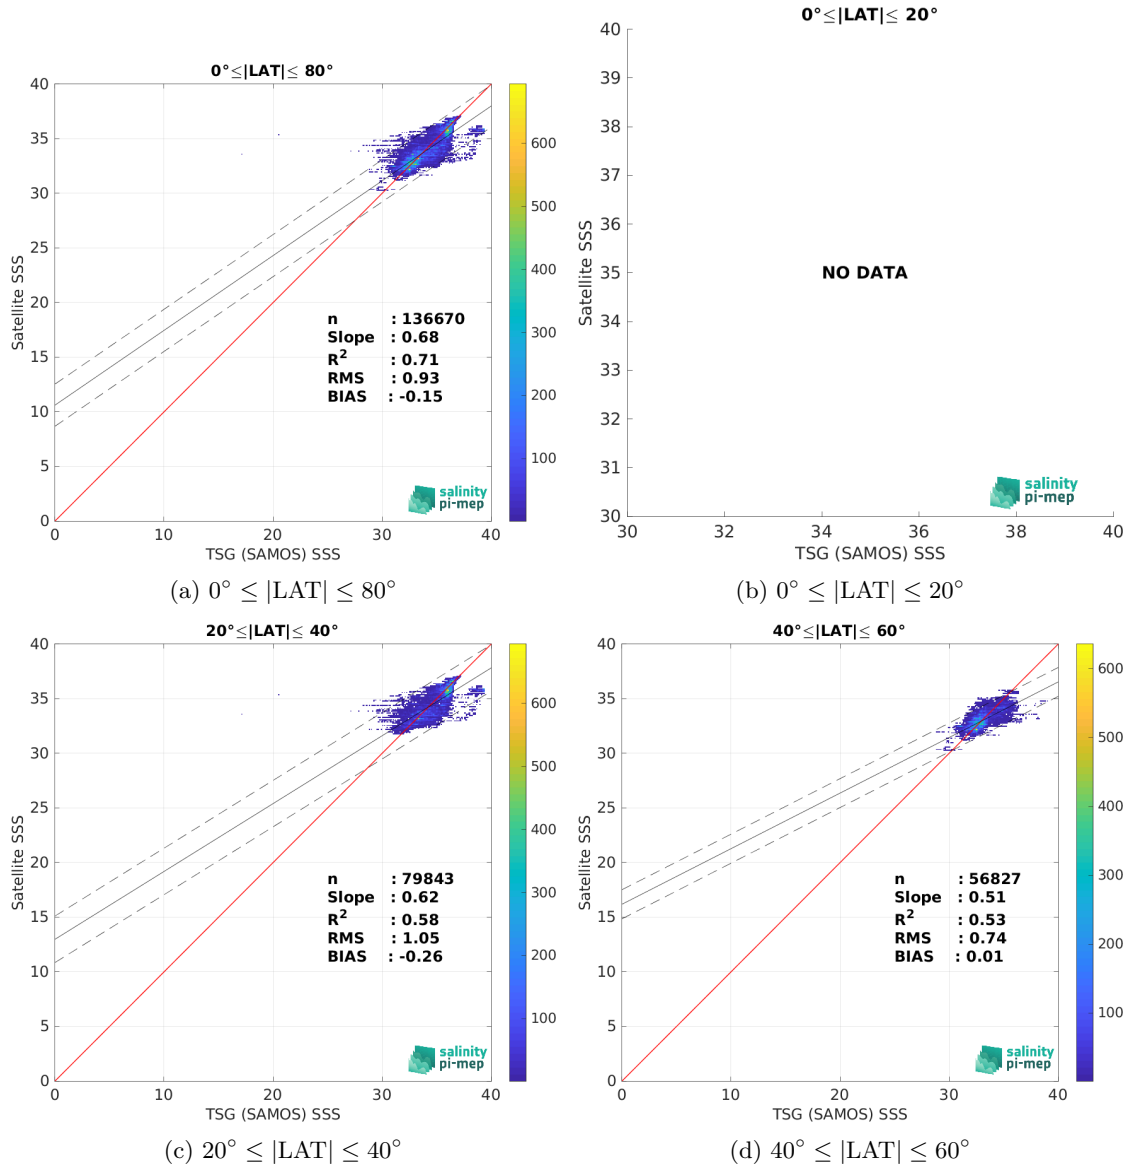 0°≤|LAT|≤ 80°
40
35
30
25
20
15
10
5
0
Satellite SSS
n : 136670
Slope : 0.68
R² : 0.71
RMS : 0.93
BIAS : -0.15
salinity
pi-mep
0 10 20 30 40
TSG (SAMOS) SSS
600
500
400
300
200
100
(a) 0° ≤ |LAT| ≤ 80°
0°≤|LAT|≤ 20°
40
39
38
37
36
35
34
33
32
31
30
Satellite SSS
NO DATA
salinity
pi-mep
30 32 34 36 38 40
TSG (SAMOS) SSS
(b) 0° ≤ |LAT| ≤ 20°
20°≤|LAT|≤ 40°
40
35
30
25
20
15
10
5
0
Satellite SSS
n : 79843
Slope : 0.62
R² : 0.58
RMS : 1.05
BIAS : -0.26
salinity
pi-mep
0 10 20 30 40
TSG (SAMOS) SSS
600
500
400
300
200
100
(c) 20° ≤ |LAT| ≤ 40°
40°≤|LAT|≤ 60°
40
35
30
25
20
15
10
5
0
Satellite SSS
n : 56827
Slope : 0.51
R² : 0.53
RMS : 0.74
BIAS : 0.01
salinity
pi-mep
0 10 20 30 40
TSG (SAMOS) SSS
600
500
400
300
200
100
(d) 40° ≤ |LAT| ≤ 60°